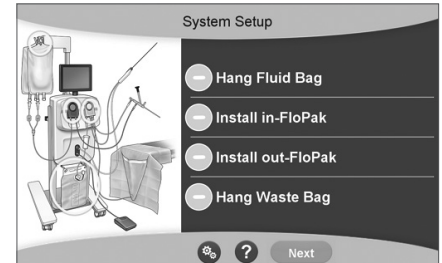 System Setup
Hang Fluid Bag
Install in-FloPak
Install out-FloPak
Hang Waste Bag
? Next